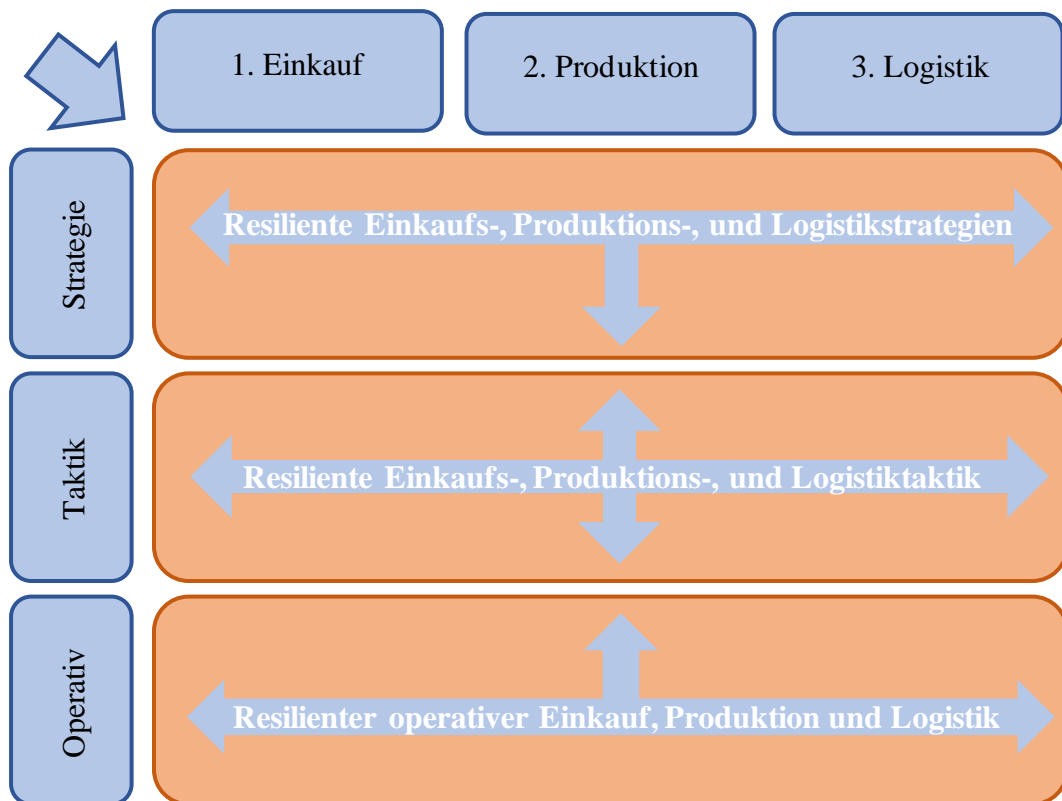 1. Einkauf
2. Produktion
3. Logistik
Strategie
Resiliente Einkaufs-, Produktions-, und Logistikstrategien
Taktik
Resiliente Einkaufs-, Produktions-, und Logistiktaktik
Operativ
Resilienter operativer Einkauf, Produktion und Logistik